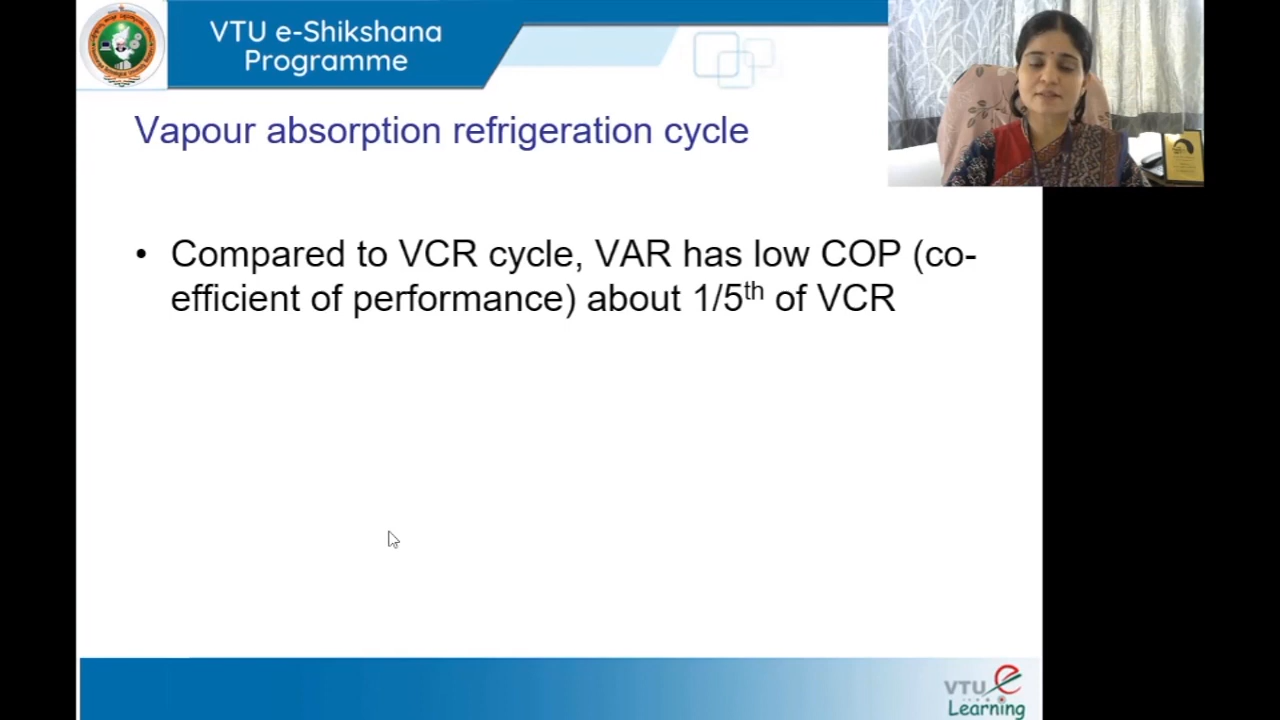 VTU e-Shikshana
Programme
Vapour absorption refrigeration cycle
• Compared to VCR cycle, VAR has low COP (co-
efficient of performance) about 1/5th of VCR
VTU e
Learning